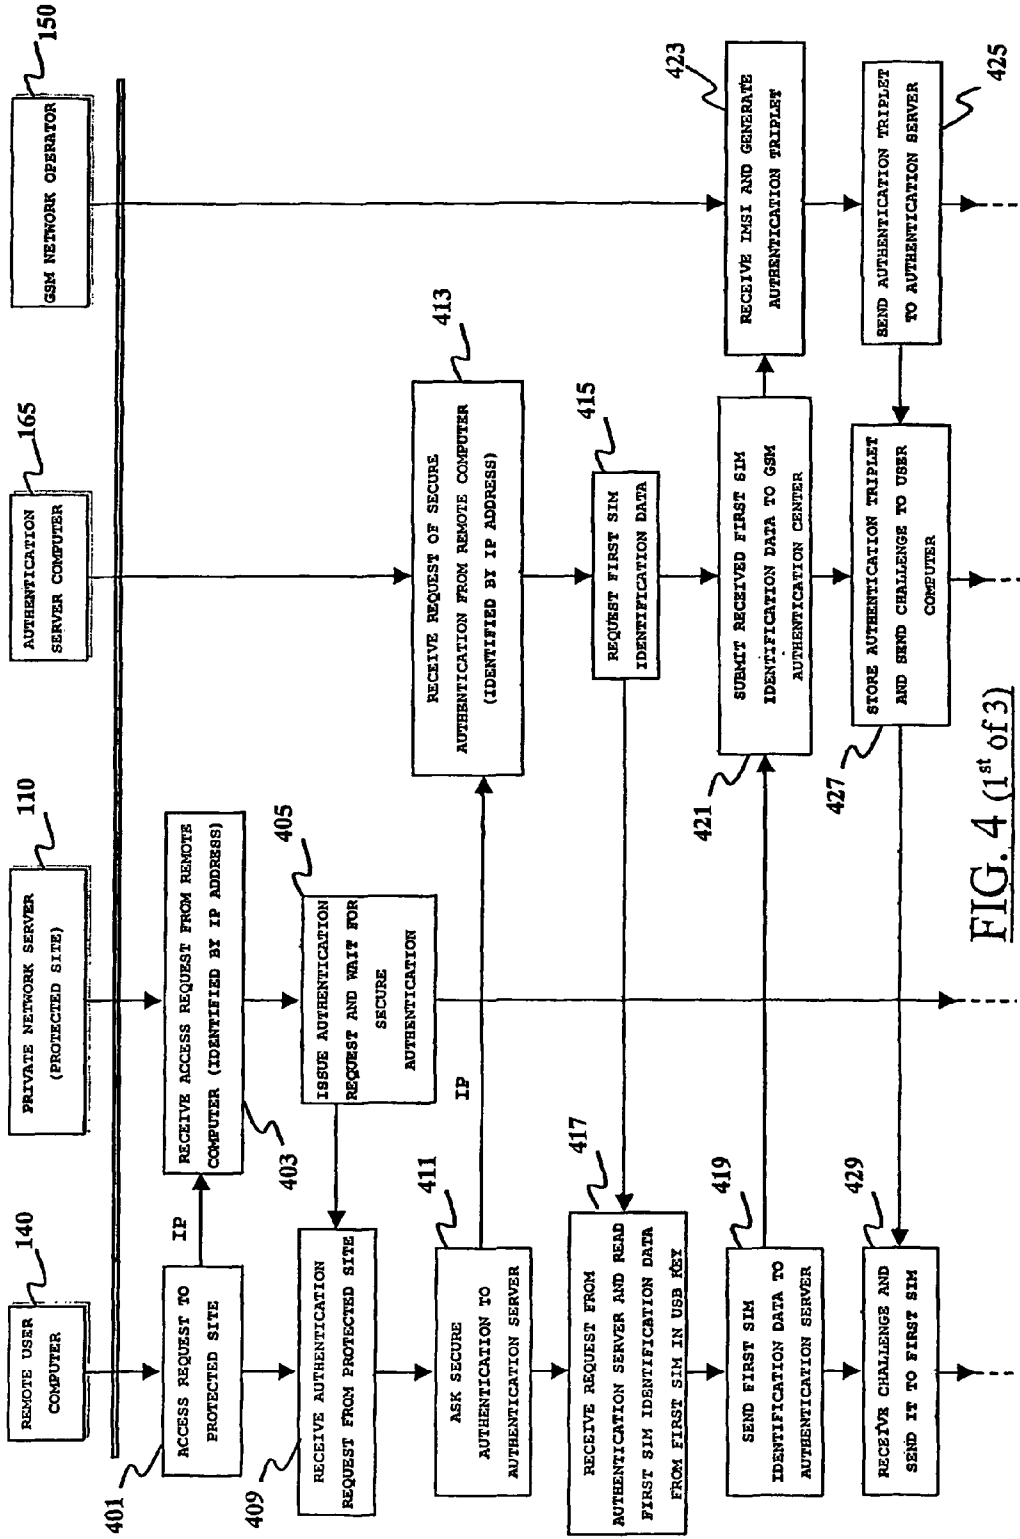 REMOTE USER
COMPUTER
140
PRIVATE NETWORK SERVER
(PROTECTED SITE)
110
AUTHENTICATION
SERVER COMPUTER
165
GSM NETWORK OPERATOR
150
401
ACCESS REQUEST TO
PROTECTED SITE
IP
RECEIVE ACCESS REQUEST FROM REMOTE
COMPUTER (IDENTIFIED BY IP ADDRESS)
403
ISSUE AUTHENTICATION
REQUEST AND WAIT FOR
SECURE
AUTHENTICATION
405
409
RECEIVE AUTHENTICATION
REQUEST FROM PROTECTED SITE
ASK SECURE
AUTHENTICATION TO
AUTHENTICATION SERVER
411
IP
RECEIVE REQUEST OF SECURE
AUTHENTICATION FROM REMOTE COMPUTER
(IDENTIFIED BY IP ADDRESS)
413
REQUEST FIRST SIM
IDENTIFICATION DATA
415
RECEIVE REQUEST FROM
AUTHENTICATION SERVER AND READ
FIRST SIM IDENTIFICATION DATA
FROM FIRST SIM IN USB KEY
417
SEND FIRST SIM
IDENTIFICATION DATA TO
AUTHENTICATION SERVER
419
SUBMIT RECEIVED FIRST SIM
IDENTIFICATION DATA TO GSM
AUTHENTICATION CENTER
421
RECEIVE IMSI AND GENERATE
AUTHENTICATION TRIPLET
423
SEND AUTHENTICATION TRIPLET
TO AUTHENTICATION SERVER
425
STORE AUTHENTICATION TRIPLET
AND SEND CHALLENGE TO USER
COMPUTER
427
RECEIVE CHALLENGE AND
SEND IT TO FIRST SIM
429
FIG. 4 (1st of 3)